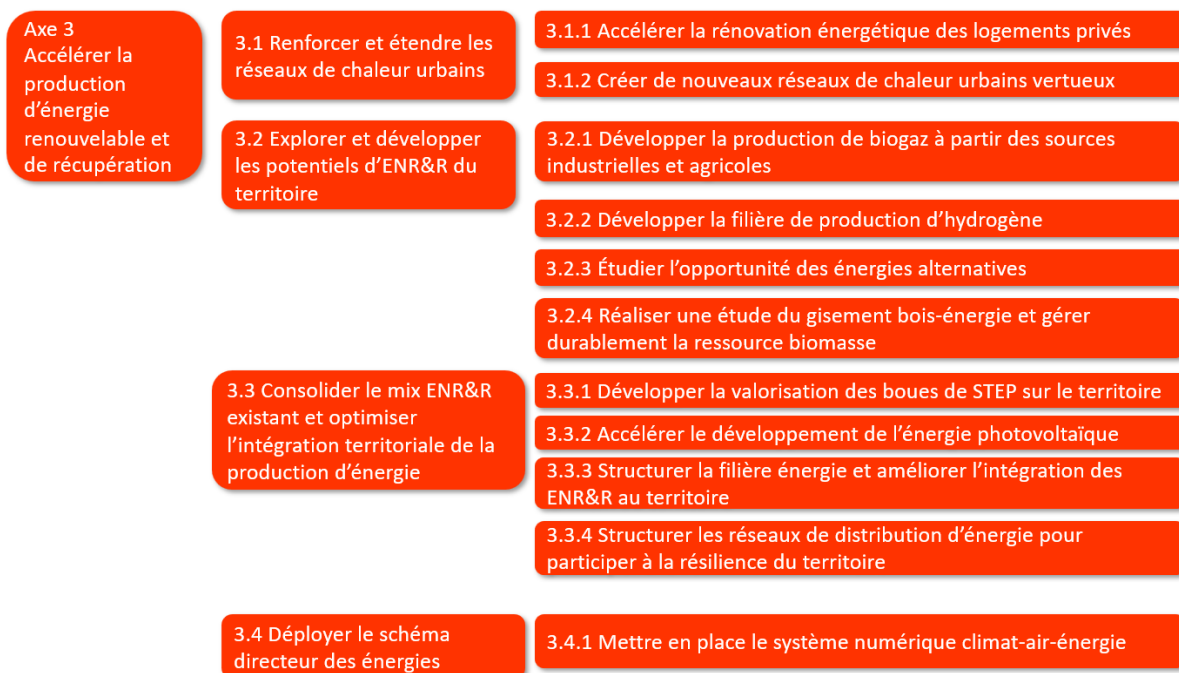 Axe 3
Accélérer la
production
d’énergie
renouvelable et
de récupération
3.1 Renforcer et étendre les
réseaux de chaleur urbains
3.1.1 Accélérer la rénovation énergétique des logements privés
3.1.2 Créer de nouveaux réseaux de chaleur urbains vertueux
3.2 Explorer et développer
les potentiels d’ENR&R du
territoire
3.2.1 Développer la production de biogaz à partir des sources
industrielles et agricoles
3.2.2 Développer la filière de production d’hydrogène
3.2.3 Étudier l’opportunité des énergies alternatives
3.2.4 Réaliser une étude du gisement bois-énergie et gérer
durablement la ressource biomasse
3.3 Consolider le mix ENR&R
existant et optimiser
l’intégration territoriale de la
production d’énergie
3.3.1 Développer la valorisation des boues de STEP sur le territoire
3.3.2 Accélérer le développement de l’énergie photovoltaïque
3.3.3 Structurer la filière énergie et améliorer l’intégration des
ENR&R au territoire
3.3.4 Structurer les réseaux de distribution d’énergie pour
participer à la résilience du territoire
3.4 Déployer le schéma
directeur des énergies
3.4.1 Mettre en place le système numérique climat-air-énergie